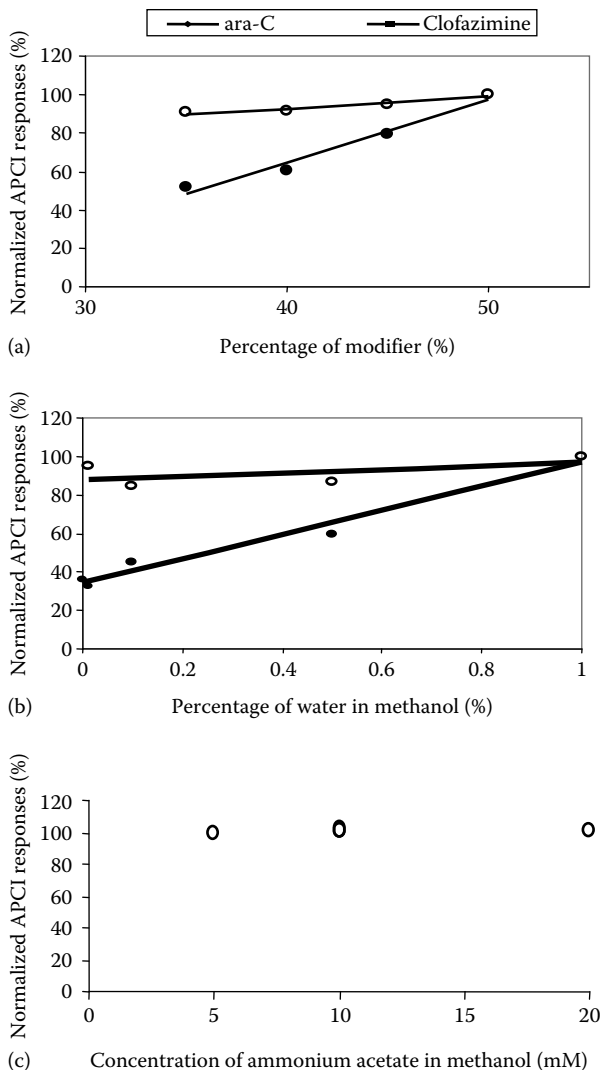 ara-C Clofazimine
Normalized APCI responses (%)
120
100
80
60
40
20
0
30 40 50
(a) Percentage of modifier (%)
Normalized APCI responses (%)
120
100
80
60
40
20
0
0 0.2 0.4 0.6 0.8 1
(b) Percentage of water in methanol (%)
Normalized APCI responses (%)
120
100
80
60
40
20
0
0 5 10 15 20
(c) Concentration of ammonium acetate in methanol (mM)